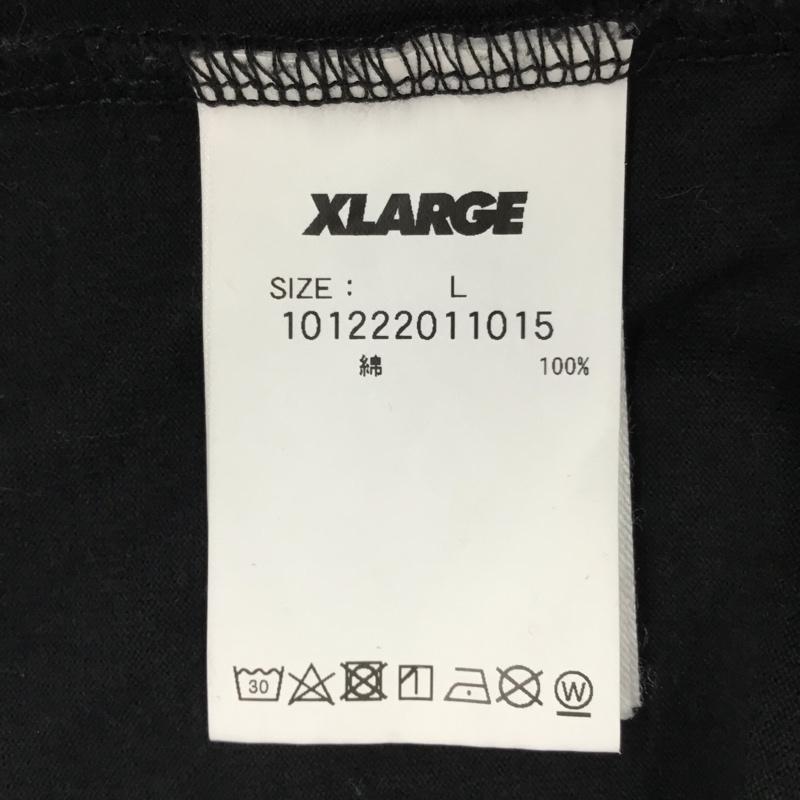 XLARGE
SIZE : L
101222011015
綿 100%
30 W